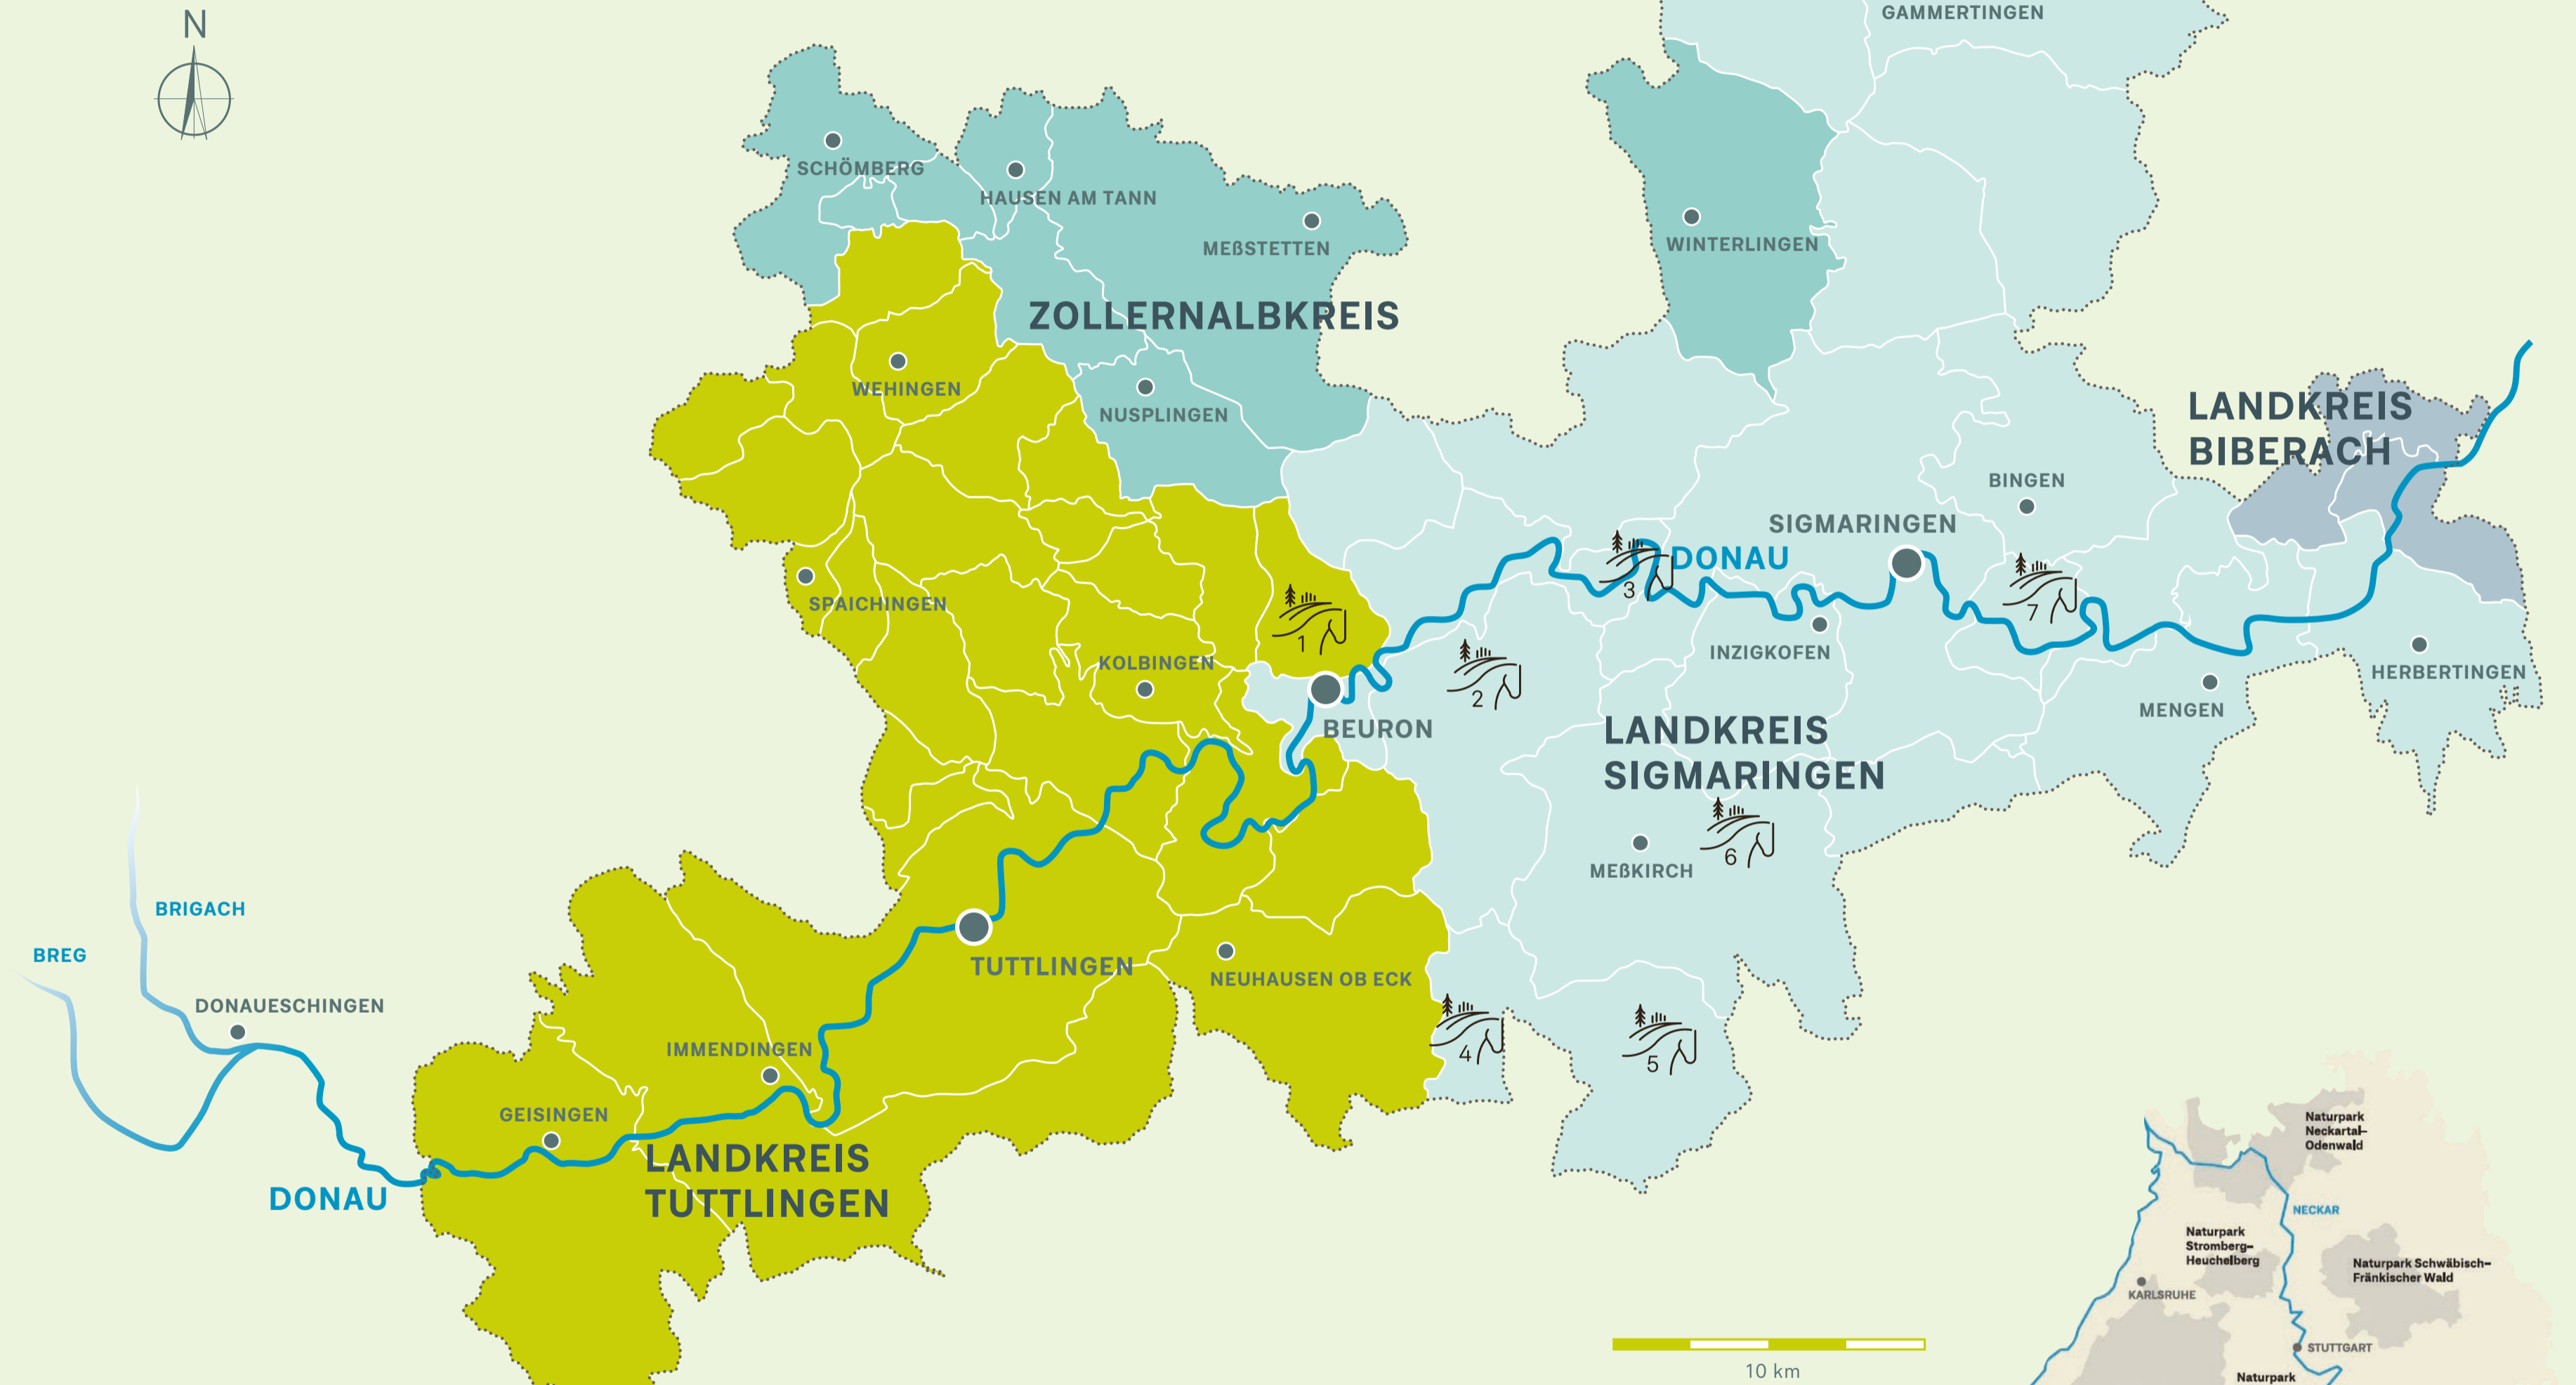 N
GAMMERTINGEN
SCHÖMBERG
HAUSEN AM TANN
MEßSTETTEN
WINTERLINGEN
ZOLLERNALBKREIS
WEHINGEN
NUSPLINGEN
LANDKREIS
BIBERACH
BINGEN
SIGMARINGEN
DONAU
SPAICHINGEN
3
7
1
KOLBINGEN
INZIGKOFEN
HERBERTINGEN
2
MENGEN
BEURON
LANDKREIS
SIGMARINGEN
6
MEßKIRCH
BRIGACH
BREG
TUTTLINGEN
NEUHAUSEN OB ECK
DONAUESCHINGEN
IMMENDINGEN
4
5
GEISINGEN
LANDKREIS
TUTTLINGEN
DONAU
Naturpark
Neckartal–
Odenwald
NECKAR
Naturpark
Stromberg–
Heuchelberg
Naturpark Schwäbisch–
Fränkischer Wald
KARLSRUHE
STUTTGART
10 km
Naturpark